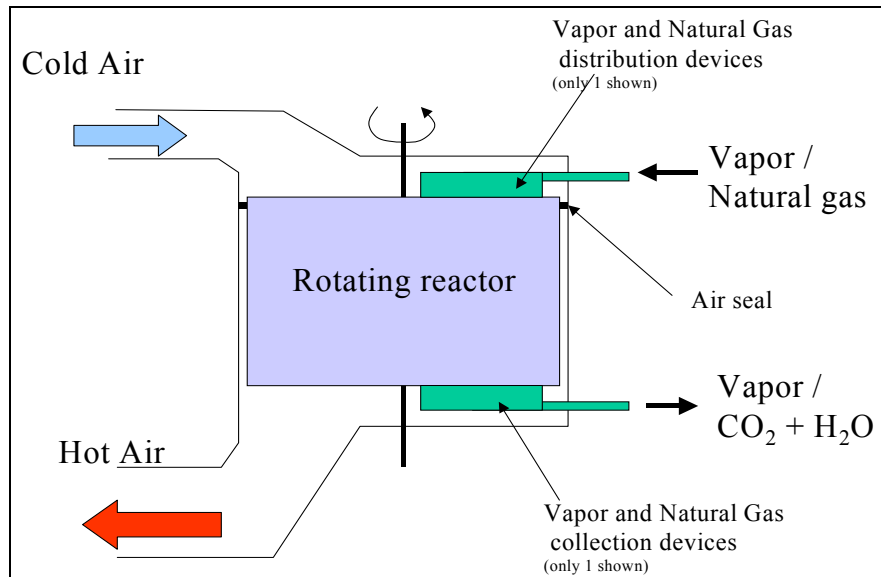 Vapor and Natural Gas
distribution devices
(only 1 shown)
Cold Air
Vapor /
Natural gas
Rotating reactor
Air seal
Vapor /
CO₂ + H₂O
Hot Air
Vapor and Natural Gas
collection devices
(only 1 shown)